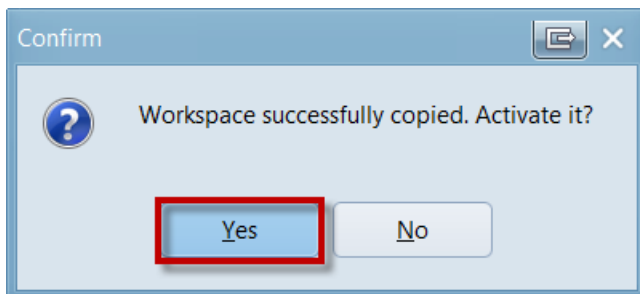 Confirm
Workspace successfully copied. Activate it?
Yes
No